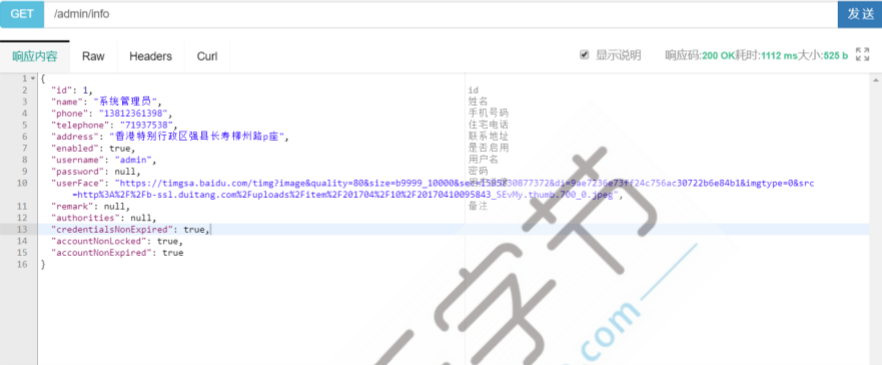 GET /admin/info 发 送
响应内容 Raw Headers Curl 显示说明 响应码:200 OK耗时:1112 ms大小:525 b
1 {
2 "id": 1, id
3 "name": "系统管理员", 姓名
4 "phone": "13812361398", 手机号码
5 "telephone": "71937538", 住宅电话
6 "address": "香港特别行政区强县长寿柳州路p座", 联系地址
7 "enabled": true, 是否启用
8 "username": "admin", 用户名
9 "password": null, 密码
10 "userFace": "https://timgsa.baidu.com/timg?image&quality=80&size=b9999_10000&sec=1585830877372&di=9ae7236e73ff24c756ac30722b6e84b1&imgtype=0&src
=http%3A%2F%2Fb-ssl.duitang.com%2Fuploads%2Fitem%2F201704%2F10%2F20170410095843_SEvMy.thumb.700_0.jpeg",
11 "remark": null, 备注
12 "authorities": null,
13 "credentialsNonExpired": true,
14 "accountNonLocked": true,
15 "accountNonExpired": true
16 }
字节
.com